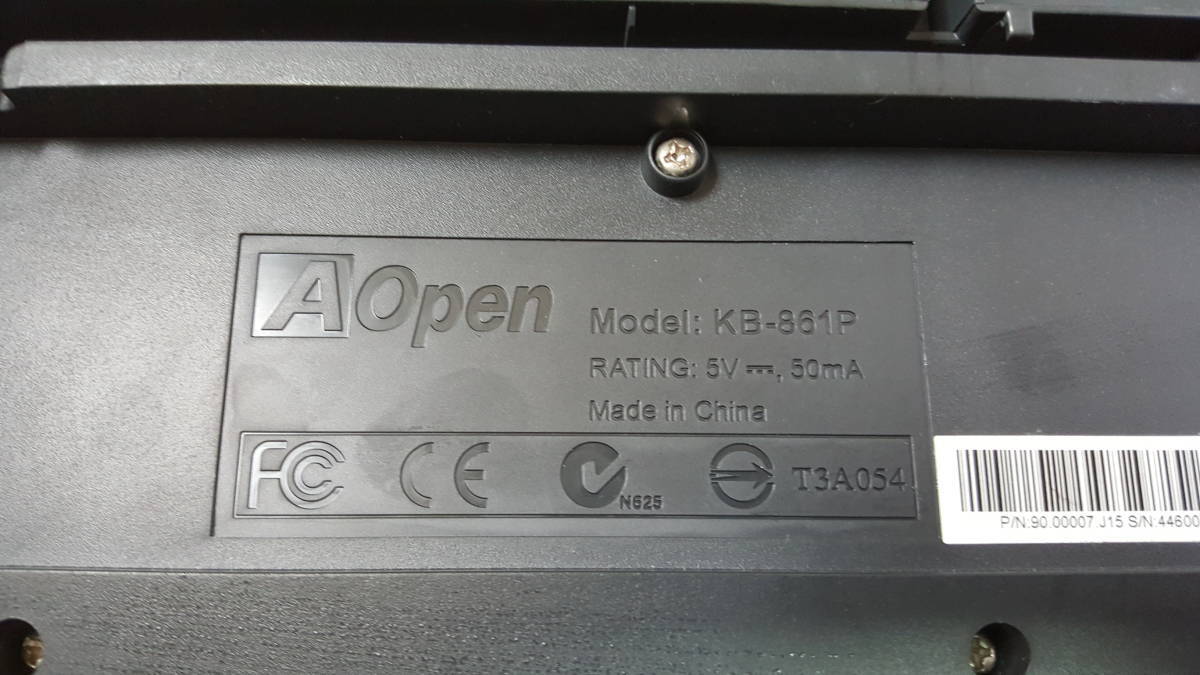 AOpen
Model: KB-861P
RATING: 5V ⎓, 50mA
Made in China
FC CE N625 T3A054
P/N:90.00007.J15 S/N:44600